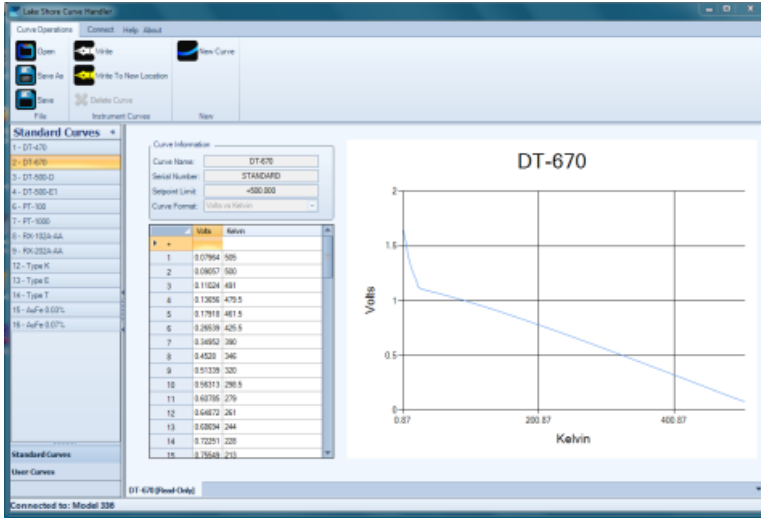 Lake Shore Curve Handler
Curve Operations Connect Help About
Open Write New Curve
Save As Write To New Location
Save Delete Curve
File Instrument Curves New
Standard Curves
1 - DT-470
2 - DT-670
3 - DT-500-D
4 - DT-500-E1
6 - PT-100
7 - PT-1000
8 - RX-102A-AA
9 - RX-202A-AA
12 - Type K
13 - Type E
14 - Type T
15 - AuFe 0.03%
16 - AuFe 0.07%
Standard Curves
User Curves
Curve Information
Curve Name: DT-670
Serial Number: STANDARD
Setpoint Limit: +500.000
Curve Format: Volts vs Kelvin
Volts Kelvin
1 0.07964 505
2 0.09057 500
3 0.11024 491
4 0.13656 479.5
5 0.17918 461.5
6 0.26539 425.5
7 0.34952 390
8 0.4520 346
9 0.51339 320
10 0.56313 298.5
11 0.60785 279
12 0.64872 261
13 0.68694 244
14 0.72251 228
15 0.75549 213
DT-670
2
1.5
1
0.5
0
Volts
0.87 200.87 400.87
Kelvin
DT-670 [Read-Only]
Connected to: Model 336